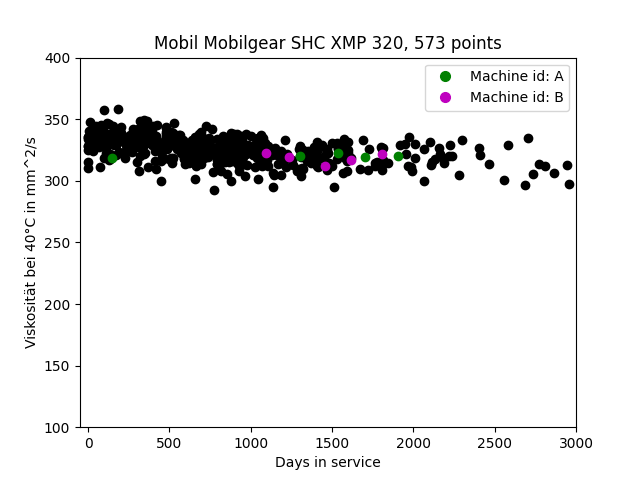 Mobil Mobilgear SHC XMP 320, 573 points
Machine id: A
Machine id: B
Viskosität bei 40°C in mm^2/s
400
350
300
250
200
150
100
0 500 1000 1500 2000 2500 3000
Days in service